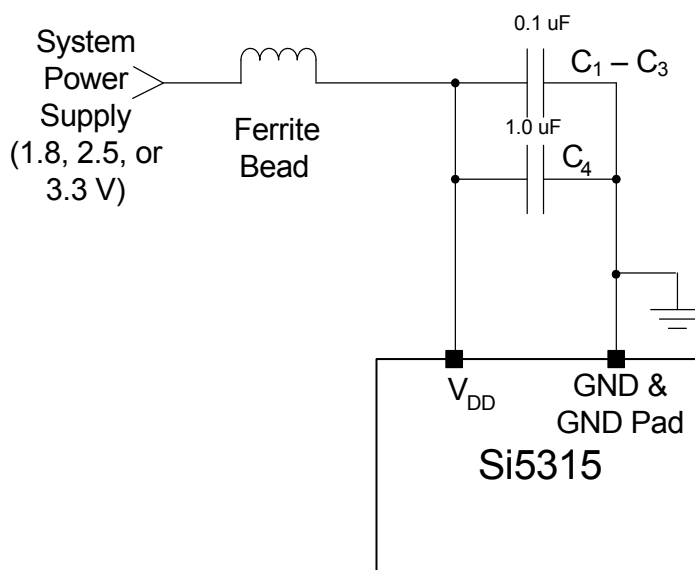 System
Power
Supply
(1.8, 2.5, or
3.3 V)
Ferrite
Bead
0.1 uF
C₁ – C₃
1.0 uF
C₄
V_DD
GND &
GND Pad
Si5315